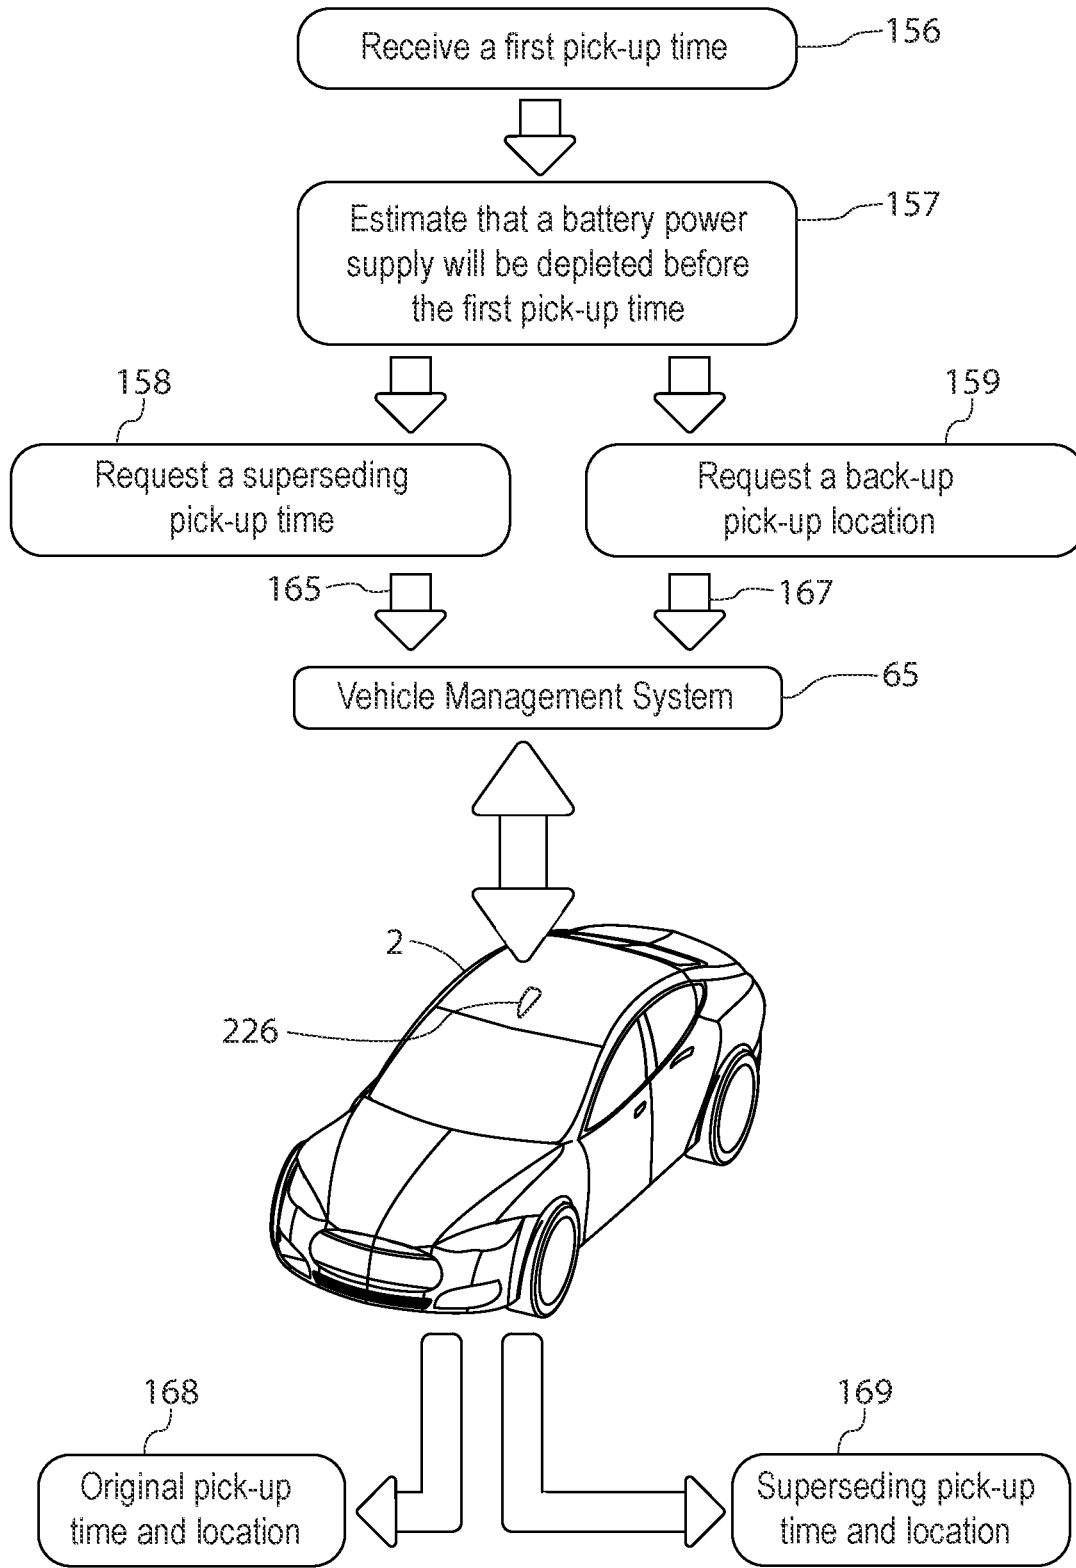 Receive a first pick-up time
156
Estimate that a battery power
supply will be depleted before
the first pick-up time
157
158
159
Request a superseding
pick-up time
Request a back-up
pick-up location
165
167
Vehicle Management System
65
2
226
168
169
Original pick-up
time and location
Superseding pick-up
time and location